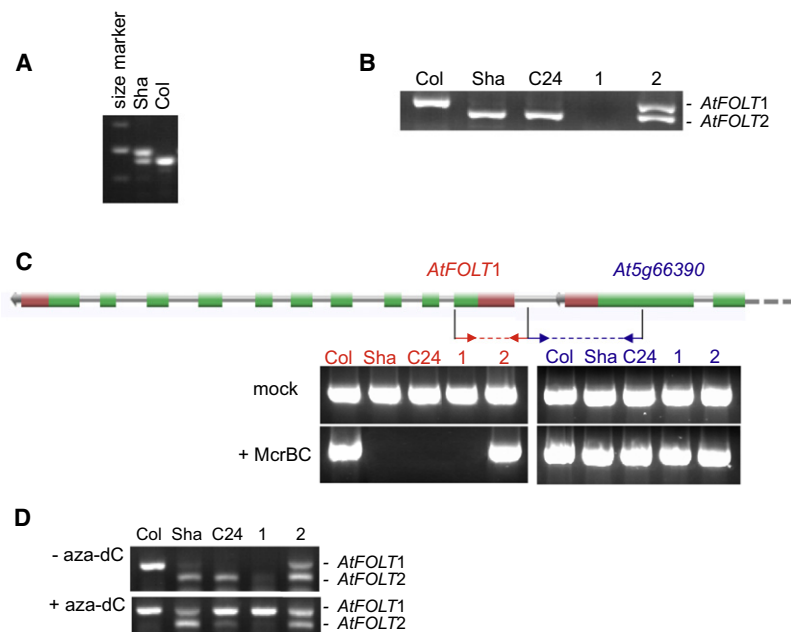 A
size marker
Sha
Col
B
Col Sha C24 1 2
- AtFOLT1
- AtFOLT2
C
AtFOLT1 At5g66390
Col Sha C24 1 2 Col Sha C24 1 2
mock
+ McrBC
D
Col Sha C24 1 2
- aza-dC
- AtFOLT1
- AtFOLT2
+ aza-dC
- AtFOLT1
- AtFOLT2